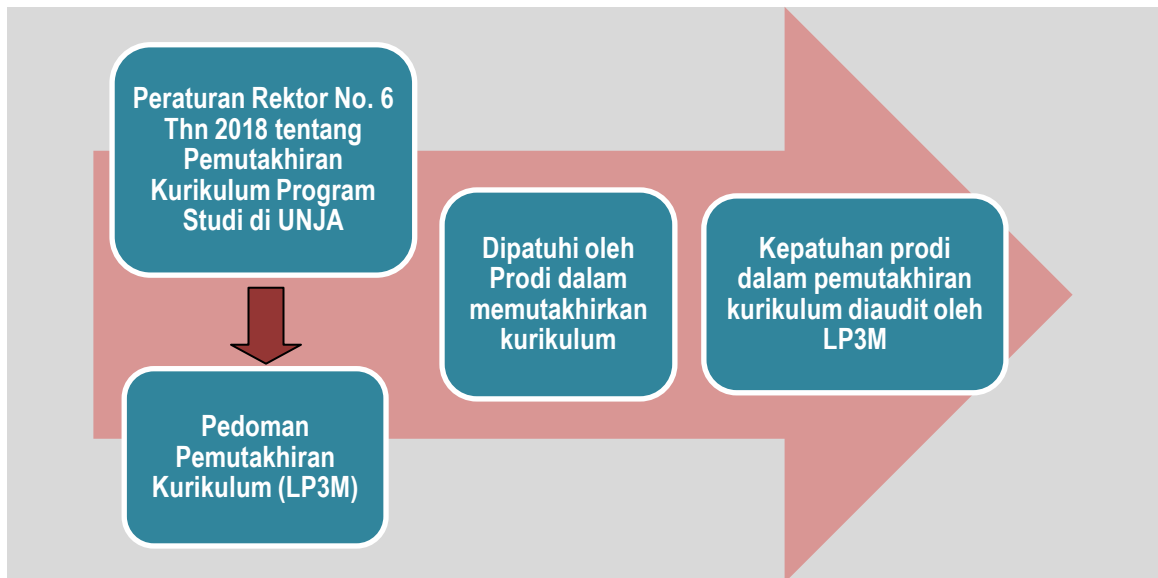 Peraturan Rektor No. 6
Thn 2018 tentang
Pemutakhiran
Kurikulum Program
Studi di UNJA
Pedoman
Pemutakhiran
Kurikulum (LP3M)
Dipatuhi oleh
Prodi dalam
memutakhirkan
kurikulum
Kepatuhan prodi
dalam pemutakhiran
kurikulum diaudit oleh
LP3M